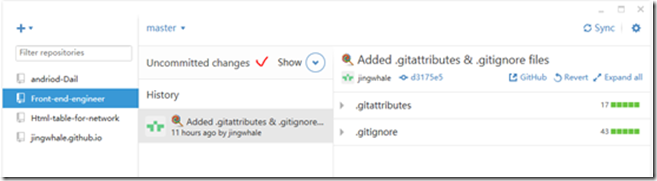 master
Sync
Filter repositories
andriod-Dail
Front-end-engineer
Html-table-for-network
jingwhale.github.io
Uncommitted changes
Show
History
Added .gitattributes & .gitignore...
11 hours ago by jingwhale
Added .gitattributes & .gitignore files
jingwhale
d3175e5
GitHub
Revert
Expand all
.gitattributes
17
.gitignore
43